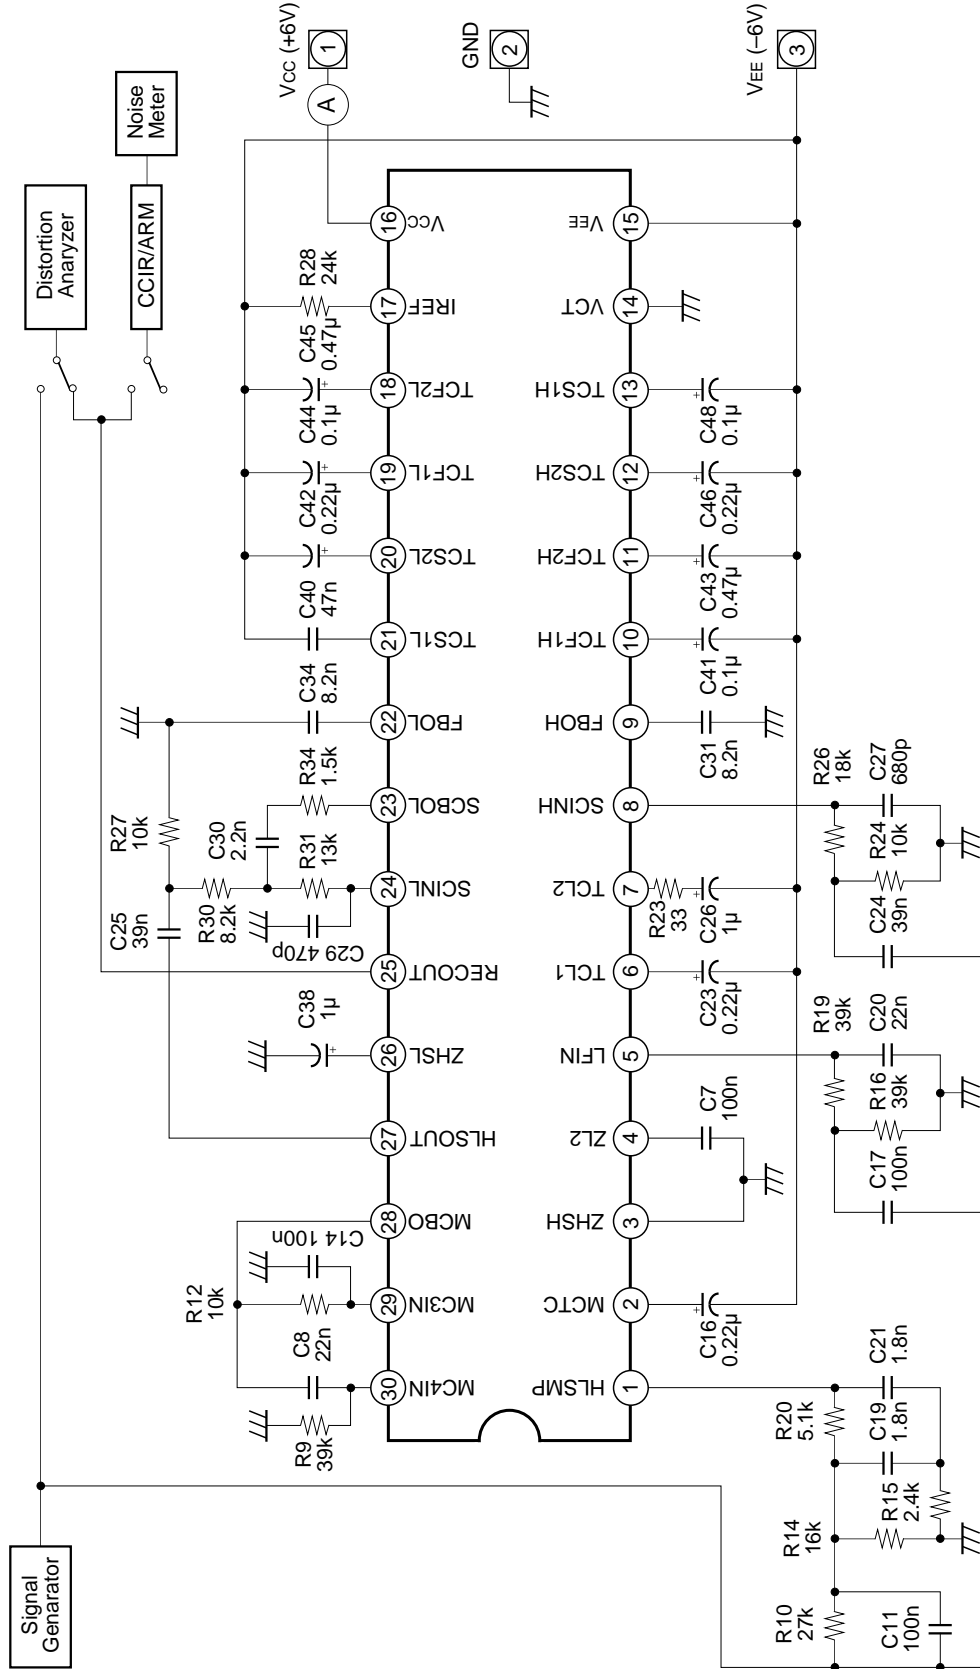 Noise
Meter
Distortion
Anaryzer
CCIR/ARM
Signal
Genarator
VCC (+6V)
1
A
GND
2
VEE (–6V)
3
16
VCC
17
IREF
R28
24k
18
TCF2L
C45
0.47µ
19
TCF1L
C44
0.1µ
20
TCS2L
C42
0.22µ
21
TCS1L
C40
47n
22
FBOL
C34
8.2n
23
SCBOL
R34
1.5k
24
SCINL
R31
13k
C30
2.2n
R27
10k
C25
39n
R30
8.2k
C29 470p
25
RECOUT
26
ZHSL
C38
1µ
27
HLSOUT
28
MCBO
C14 100n
29
MC3IN
R12
10k
C8
22n
30
MC4IN
R9
39k
15
VEE
14
VCT
13
TCS1H
C48
0.1µ
12
TCS2H
C46
0.22µ
11
TCF2H
C43
0.47µ
10
TCF1H
C41
0.1µ
9
FBOH
C31
8.2n
8
SCINH
R26
18k
C27
680p
R24
10k
C24
39n
7
TCL2
R23
33
C26
1µ
6
TCL1
C23
0.22µ
5
LFIN
R19
39k
C20
22n
R16
39k
C17
100n
4
ZL2
C7
100n
3
ZHSH
2
MCTC
C16
0.22µ
1
HLSMP
C21
1.8n
R20
5.1k
C19
1.8n
R15
2.4k
R14
16k
R10
27k
C11
100n